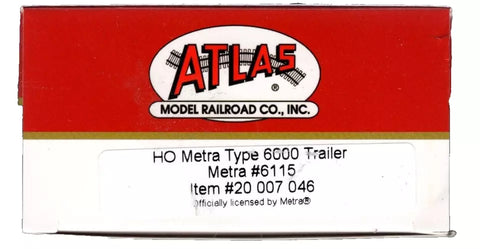 ATLAS
®
MODEL RAILROAD CO., INC.
HO Metra Type 6000 Trailer
Metra #6115
Item #20 007 046
Officially licensed by Metra®